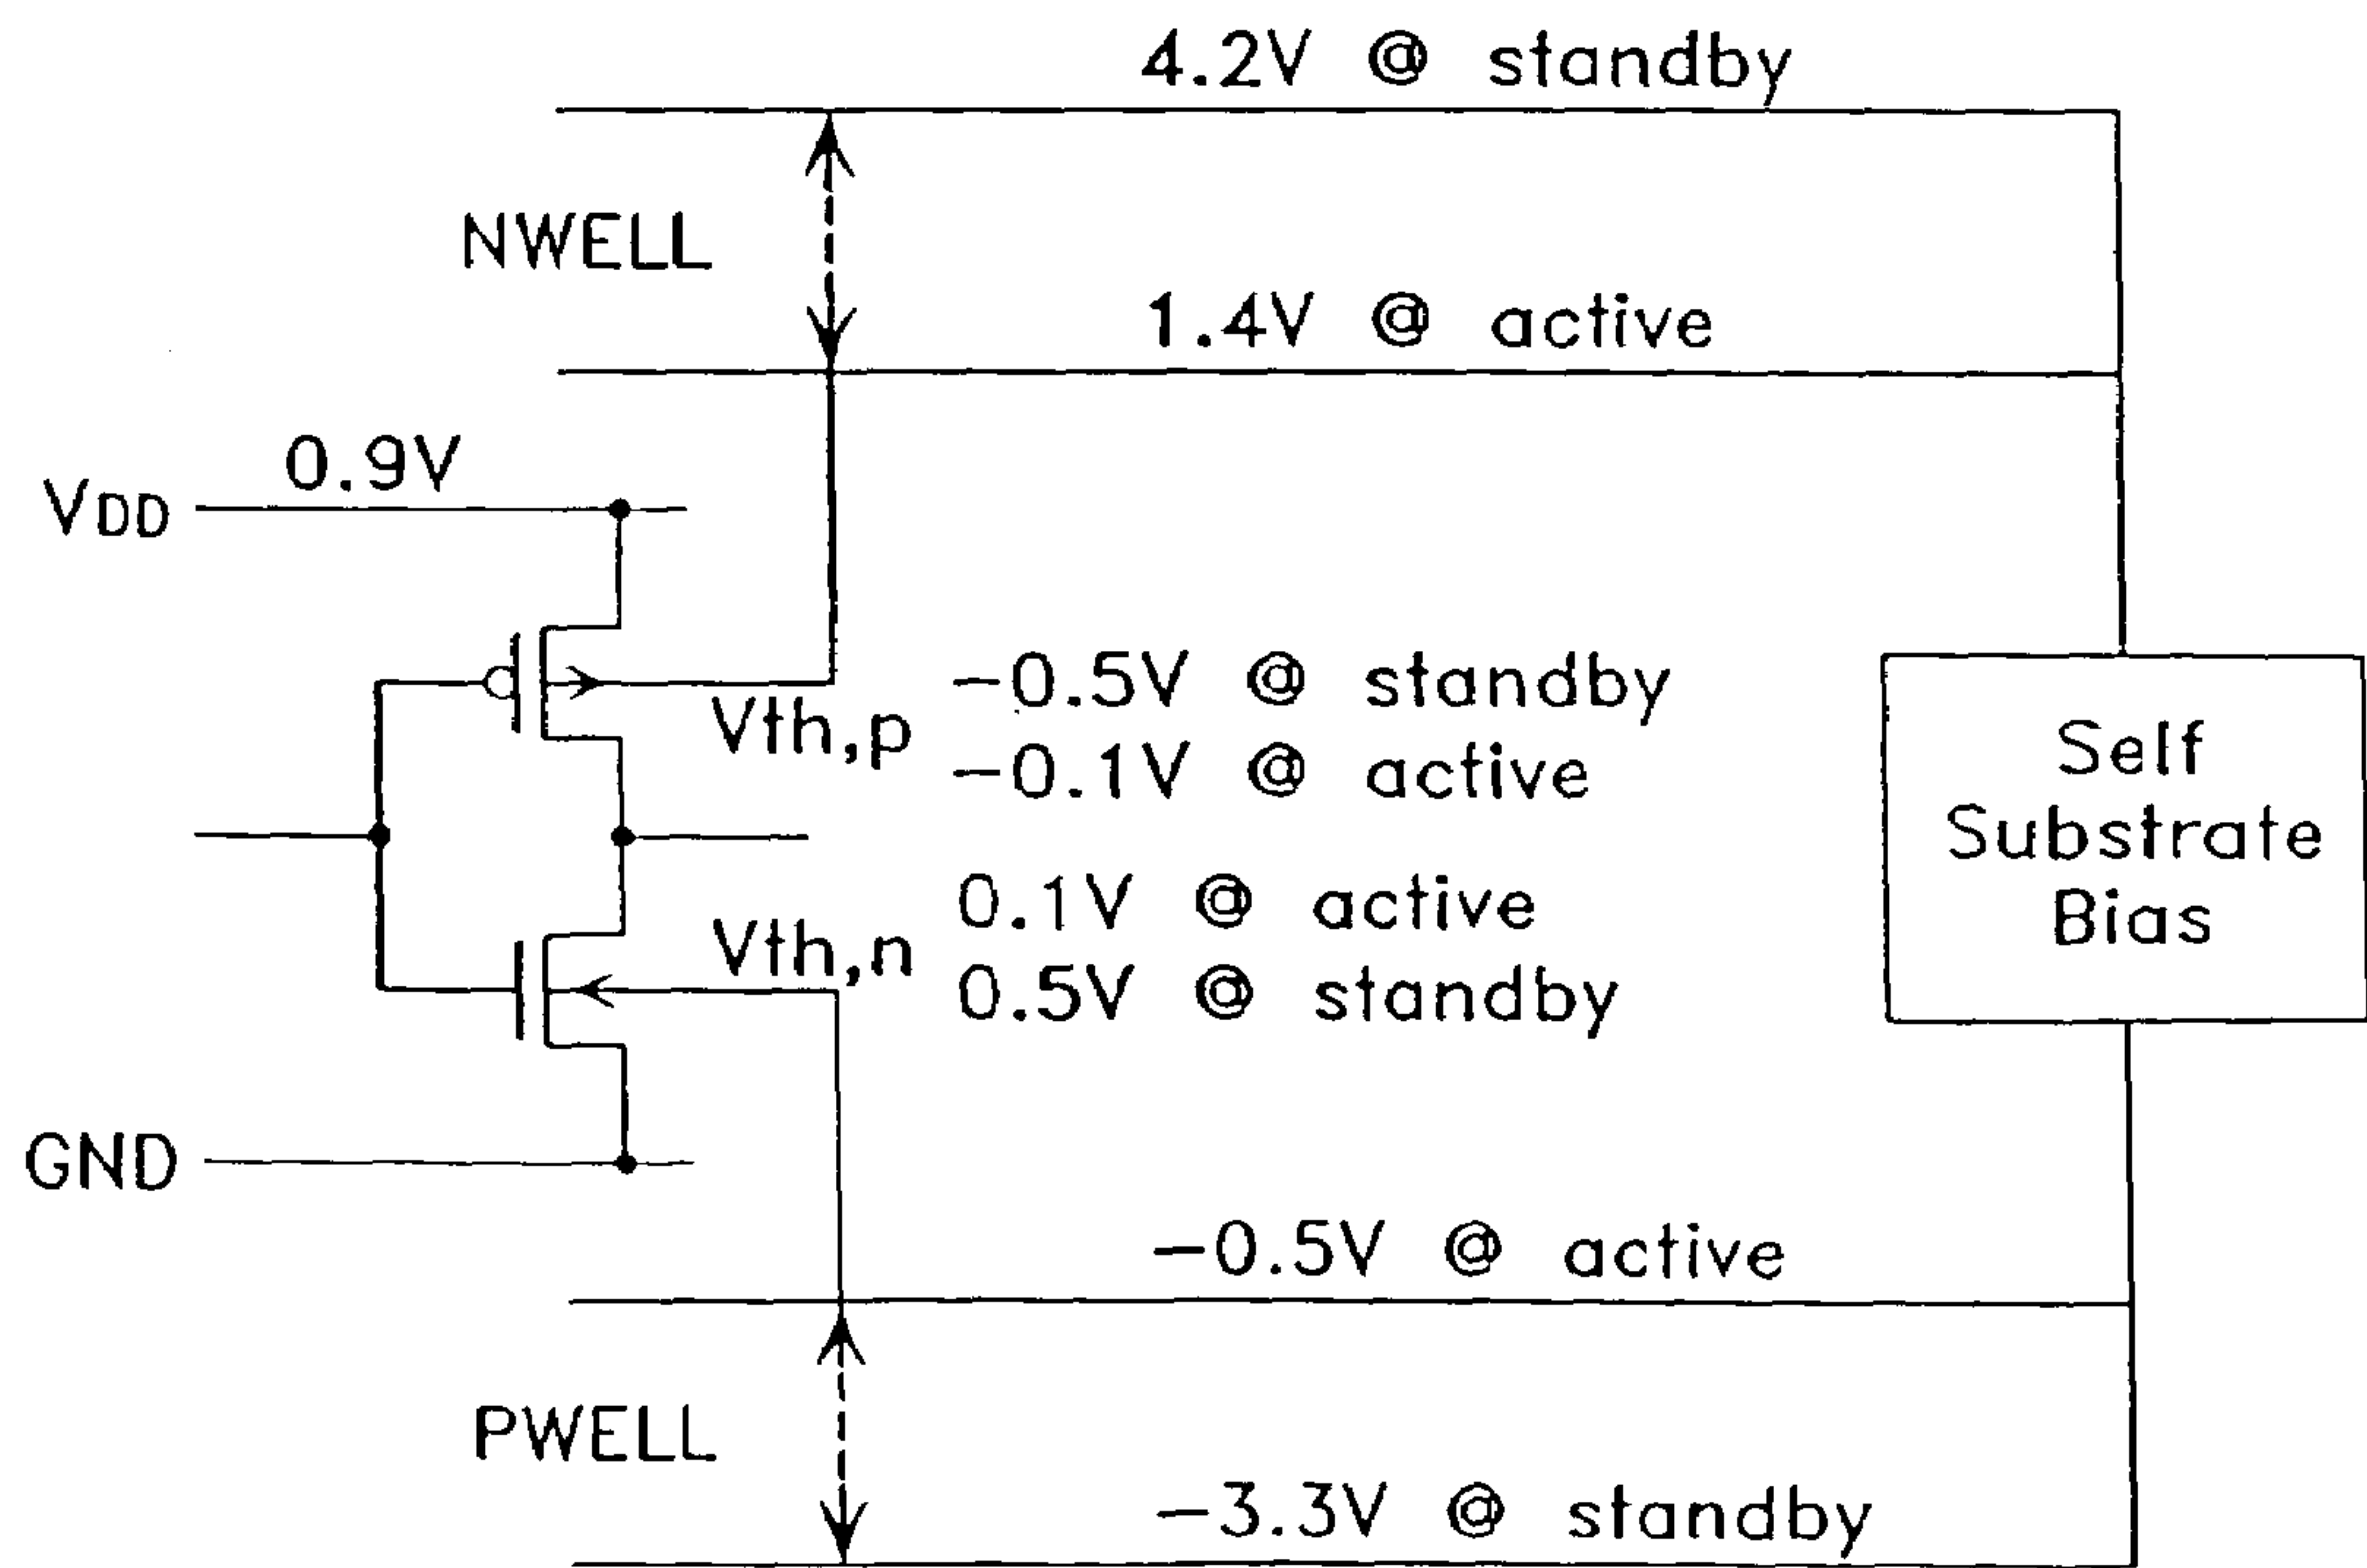 4.2V @ standby
NWELL
1.4V @ active
0.9V
VDD
Vth,p
-0.5V @ standby
-0.1V @ active
Self
Substrate
Bias
Vth,n
0.1V @ active
0.5V @ standby
GND
-0.5V @ active
PWELL
-3.3V @ standby